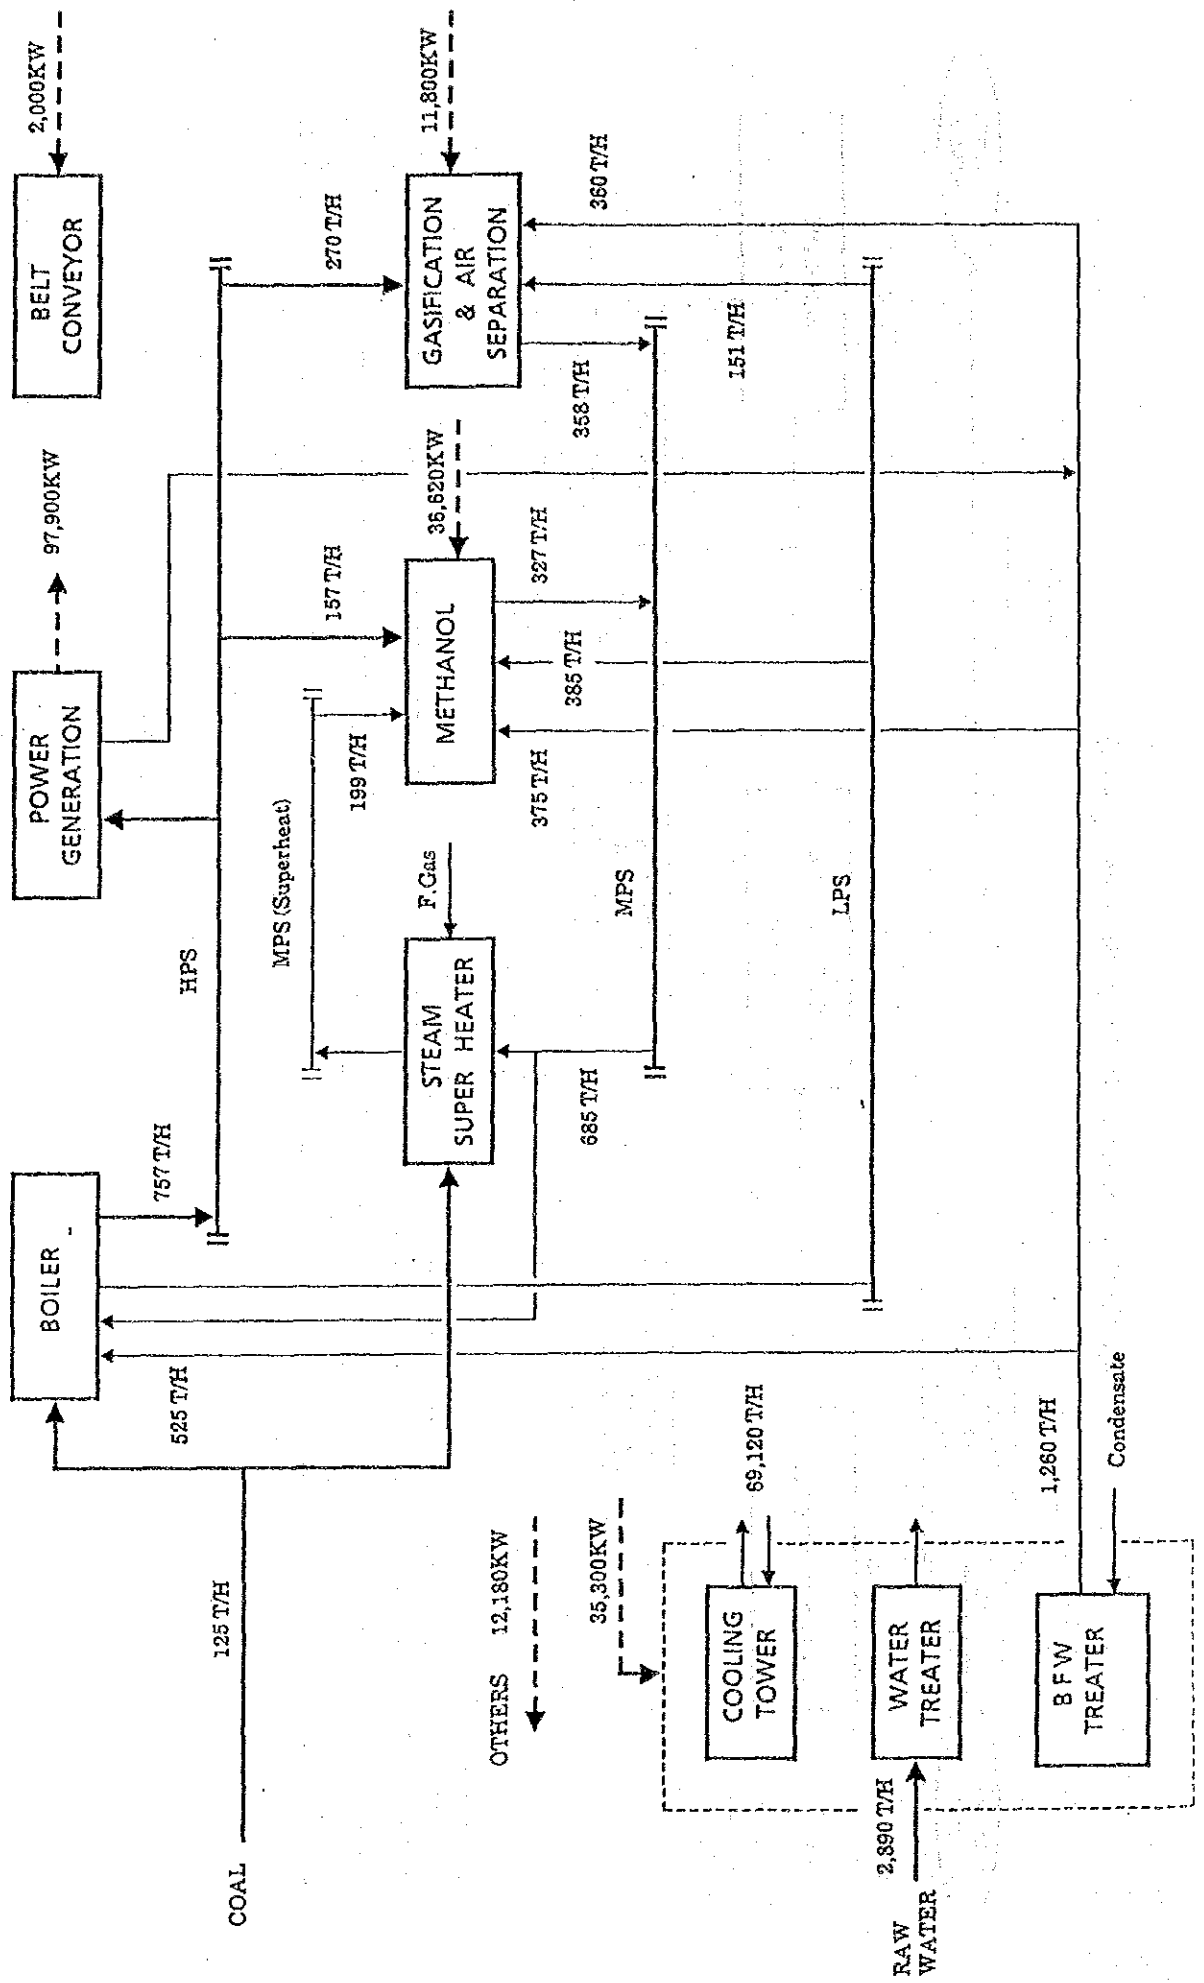 BOILER
POWER
GENERATION
97,900KW
BELT
CONVEYOR
2,000KW
757 T/H
HPS
525 T/H
COAL
125 T/H
MPS (Superheat)
199 T/H
157 T/H
270 T/H
STEAM
SUPER HEATER
F.Gas
METHANOL
36,620KW
GASIFICATION
& AIR
SEPARATION
11,800KW
OTHERS 12,180KW
35,300KW
685 T/H
375 T/H
385 T/H
327 T/H
358 T/H
360 T/H
MPS
151 T/H
LPS
COOLING
TOWER
69,120 T/H
RAW
WATER
2,890 T/H
WATER
TREATER
BFW
TREATER
1,260 T/H
Condensate